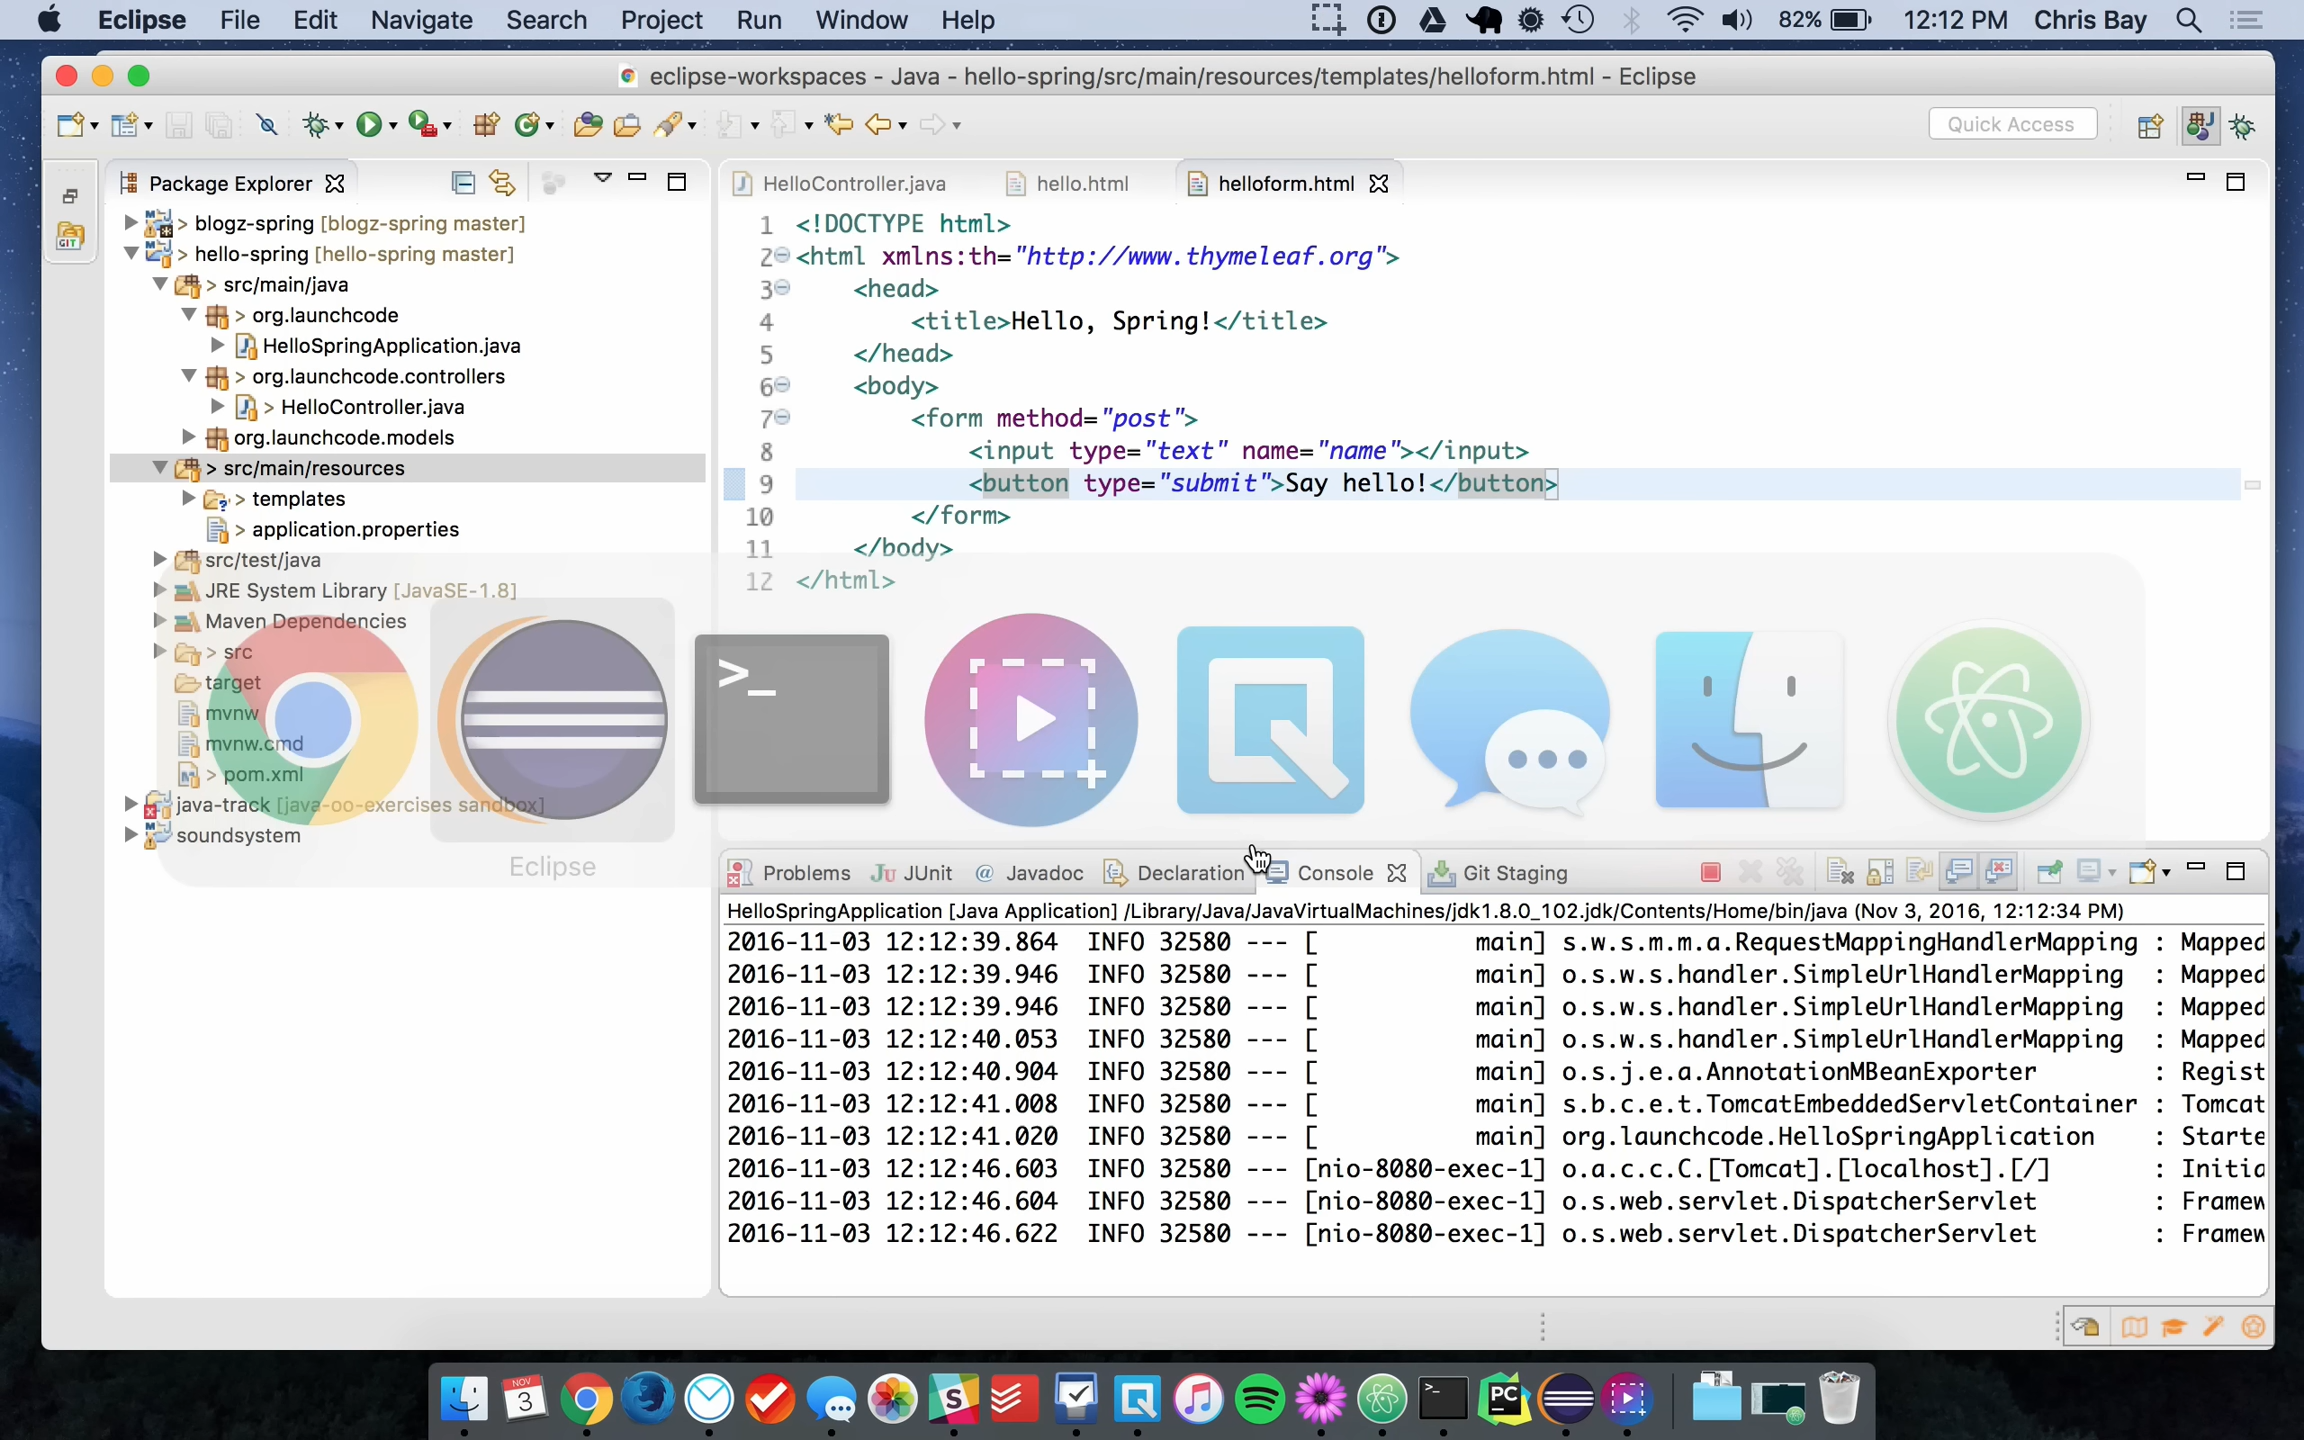 Eclipse File Edit Navigate Search Project Run Window Help 82% 12:12 PM Chris Bay
eclipse-workspaces - Java - hello-spring/src/main/resources/templates/helloform.html - Eclipse
Quick Access
Package Explorer
> blogz-spring [blogz-spring master]
> hello-spring [hello-spring master]
> src/main/java
> org.launchcode
HelloSpringApplication.java
> org.launchcode.controllers
> HelloController.java
org.launchcode.models
> src/main/resources
> templates
> application.properties
src/test/java
JRE System Library [JavaSE-1.8]
Maven Dependencies
> src
target
mvnw
mvnw.cmd
> pom.xml
java-track [java-oo-exercises sandbox]
soundsystem
GIT
HelloController.java hello.html helloform.html
1 <!DOCTYPE html>
2 <html xmlns:th="http://www.thymeleaf.org">
3 <head>
4 <title>Hello, Spring!</title>
5 </head>
6 <body>
7 <form method="post">
8 <input type="text" name="name"></input>
9 <button type="submit">Say hello!</button>
10 </form>
11 </body>
12 </html>
>_
Eclipse
Problems JUnit @ Javadoc Declaration Console Git Staging
HelloSpringApplication [Java Application] /Library/Java/JavaVirtualMachines/jdk1.8.0_102.jdk/Contents/Home/bin/java (Nov 3, 2016, 12:12:34 PM)
2016-11-03 12:12:39.864 INFO 32580 --- [ main] s.w.s.m.m.a.RequestMappingHandlerMapping : Mapped
2016-11-03 12:12:39.946 INFO 32580 --- [ main] o.s.w.s.handler.SimpleUrlHandlerMapping : Mapped
2016-11-03 12:12:39.946 INFO 32580 --- [ main] o.s.w.s.handler.SimpleUrlHandlerMapping : Mapped
2016-11-03 12:12:40.053 INFO 32580 --- [ main] o.s.w.s.handler.SimpleUrlHandlerMapping : Mapped
2016-11-03 12:12:40.904 INFO 32580 --- [ main] o.s.j.e.a.AnnotationMBeanExporter : Regist
2016-11-03 12:12:41.008 INFO 32580 --- [ main] s.b.c.e.t.TomcatEmbeddedServletContainer : Tomcat
2016-11-03 12:12:41.020 INFO 32580 --- [ main] org.launchcode.HelloSpringApplication : Starte
2016-11-03 12:12:46.603 INFO 32580 --- [nio-8080-exec-1] o.a.c.c.C.[Tomcat].[localhost].[/] : Initia
2016-11-03 12:12:46.604 INFO 32580 --- [nio-8080-exec-1] o.s.web.servlet.DispatcherServlet : Framew
2016-11-03 12:12:46.622 INFO 32580 --- [nio-8080-exec-1] o.s.web.servlet.DispatcherServlet : Framew
NOV
3
S
>_
PC